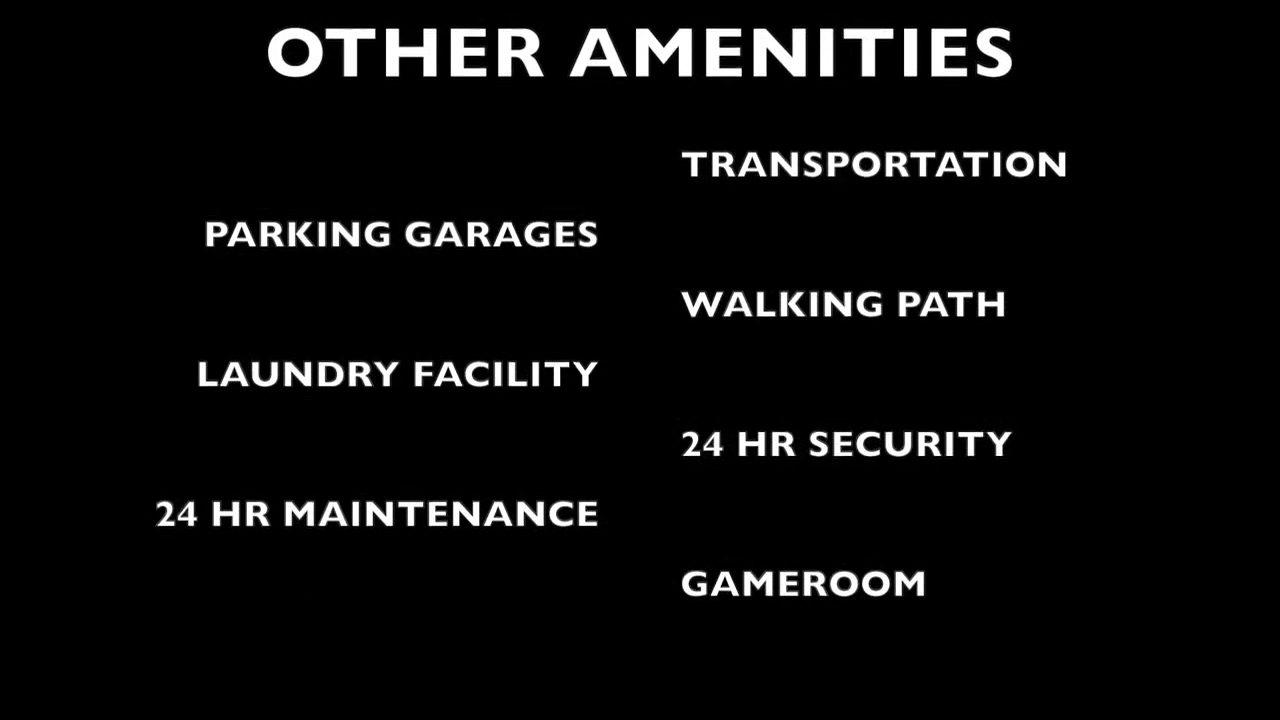 OTHER AMENITIES
TRANSPORTATION
PARKING GARAGES
WALKING PATH
LAUNDRY FACILITY
24 HR SECURITY
24 HR MAINTENANCE
GAMEROOM